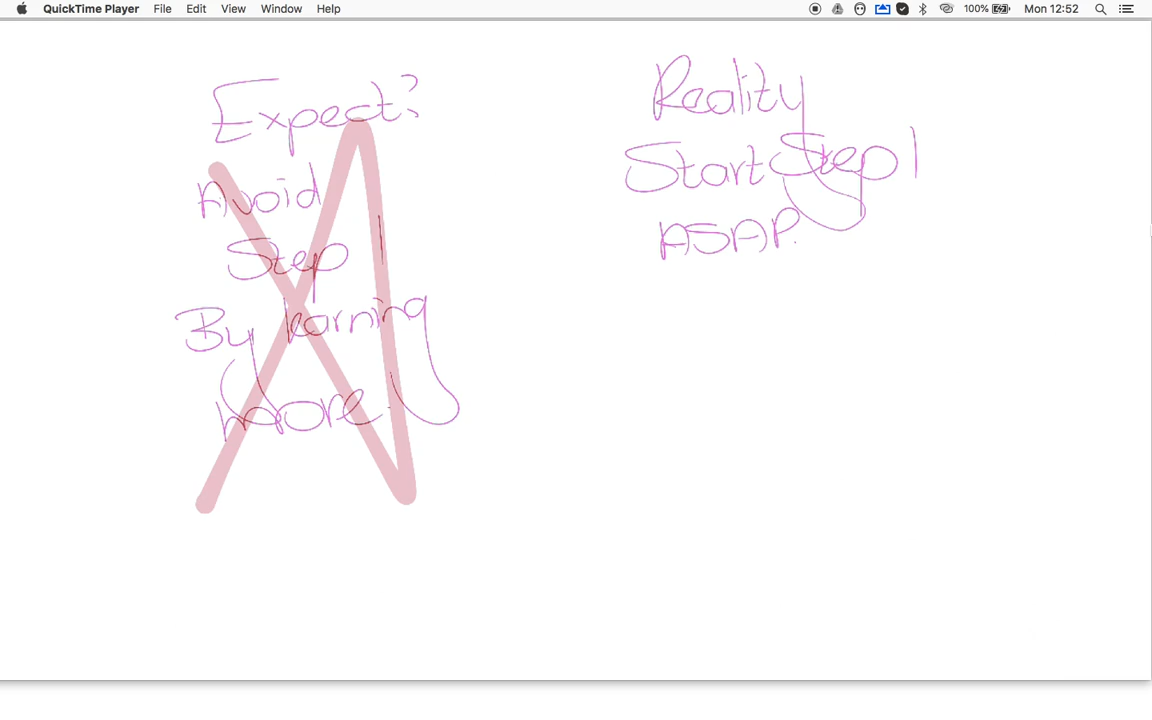 QuickTime Player File Edit View Window Help 100% Mon 12:52
Expect?
Avoid
Step
By learning
more.
Reality
Start Step 1
ASAP.